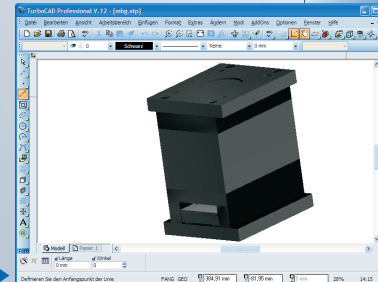 TurboCAD Professional V.12 - [mbg.stp]
Datei Bearbeiten Ansicht Arbeitsbereich Einfügen Format Extras Ändern Modi AddOns Optionen Fenster Hilfe
0 Schwarz Keine 0 mm
Modell Papier 1
Länge Winkel
0 mm 0
Definieren Sie den Anfangspunkt der Linie FANG GEO 384,91 mm 81,95 mm 0 mm 28% 14:15